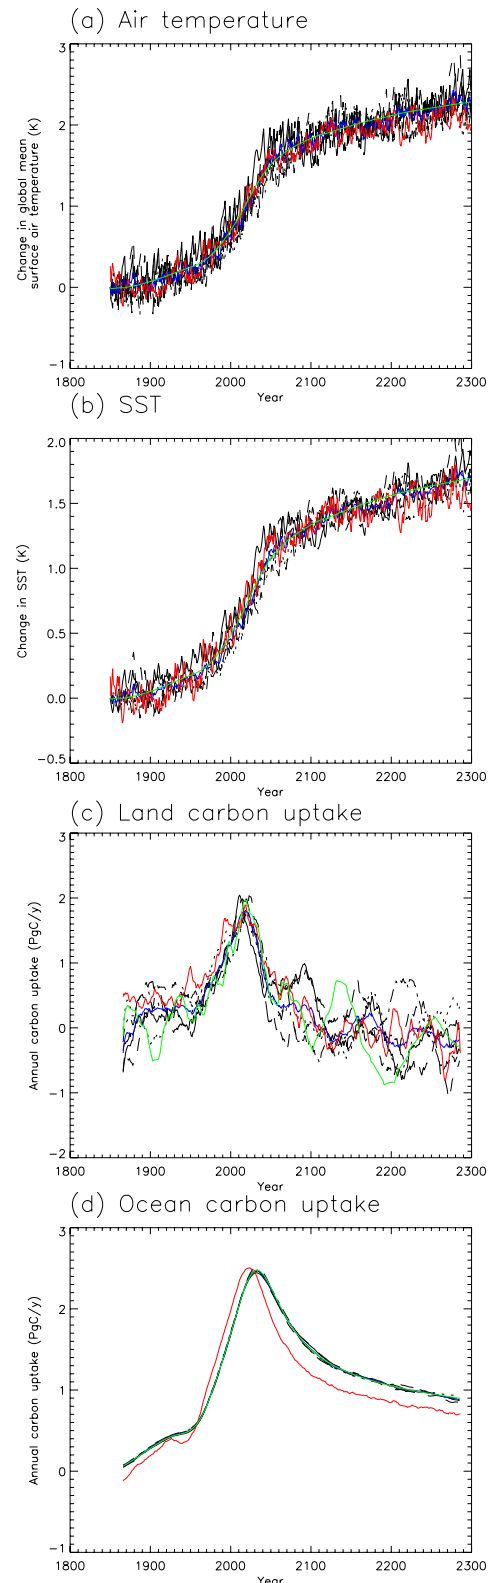 (a) Air temperature
3
2
1
0
−1
Change in global mean
surface air temperature (K)
1800 1900 2000 2100 2200 2300
Year
(b) SST
2.0
1.5
1.0
0.5
0.0
−0.5
Change in SST (K)
1800 1900 2000 2100 2200 2300
Year
(c) Land carbon uptake
3
2
1
0
−1
−2
Annual carbon uptake (PgC/y)
1800 1900 2000 2100 2200 2300
Year
(d) Ocean carbon uptake
3
2
1
0
−1
Annual carbon uptake (PgC/y)
1800 1900 2000 2100 2200 2300
Year